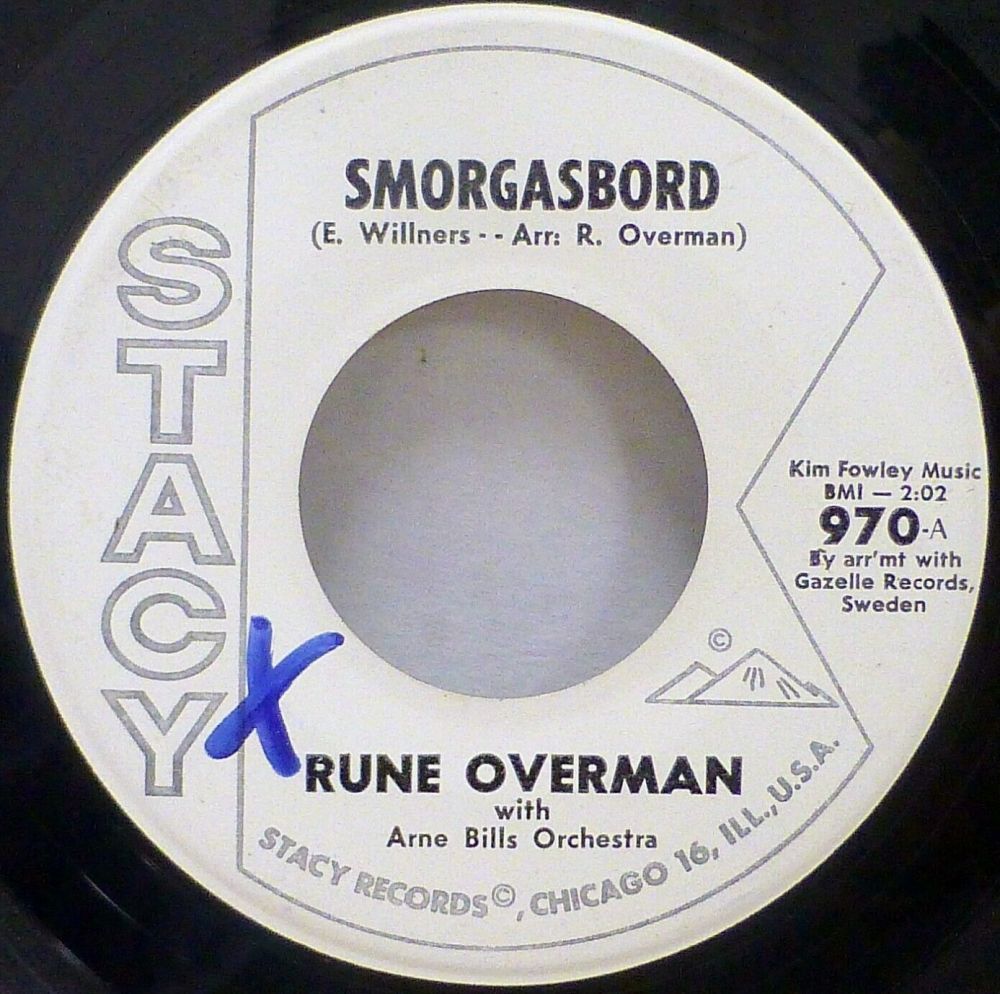 SMORGASBORD
(E. Willners - - Arr: R. Overman)
STACY
Kim Fowley Music
BMI — 2:02
970-A
By arr'mt with
Gazelle Records,
Sweden
©
X
RUNE OVERMAN
with
Arne Bills Orchestra
STACY RECORDS©, CHICAGO 16, ILL., U.S.A.